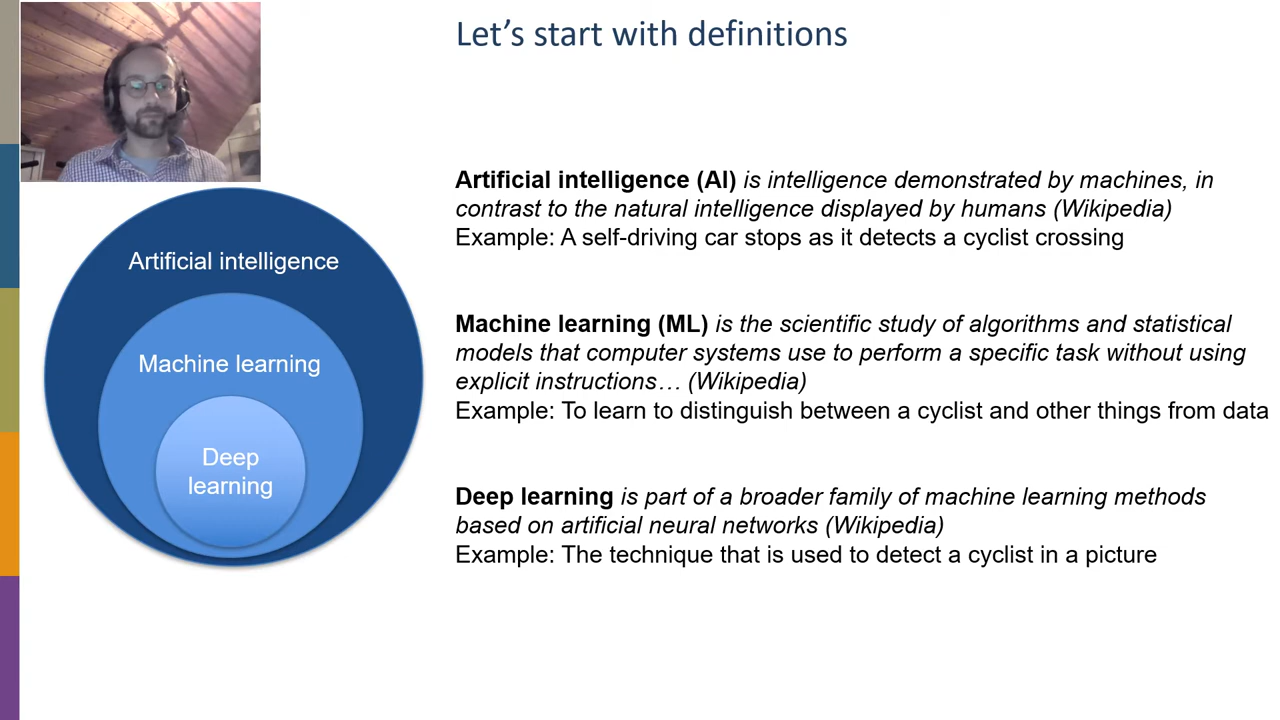 Let’s start with definitions
Artificial intelligence
Machine learning
Deep
learning
Artificial intelligence (AI) is intelligence demonstrated by machines, in
contrast to the natural intelligence displayed by humans (Wikipedia)
Example: A self-driving car stops as it detects a cyclist crossing
Machine learning (ML) is the scientific study of algorithms and statistical
models that computer systems use to perform a specific task without using
explicit instructions… (Wikipedia)
Example: To learn to distinguish between a cyclist and other things from data
Deep learning is part of a broader family of machine learning methods
based on artificial neural networks (Wikipedia)
Example: The technique that is used to detect a cyclist in a picture